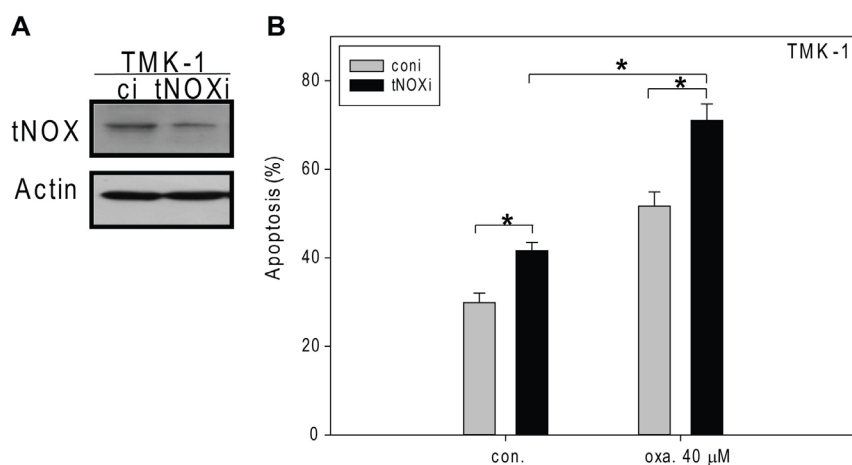 A
TMK-1
ci tNOXi
tNOX
Actin
B
TMK-1
coni
tNOXi
*
*
*
Apoptosis (%)
80
60
40
20
0
con.
oxa. 40 μM